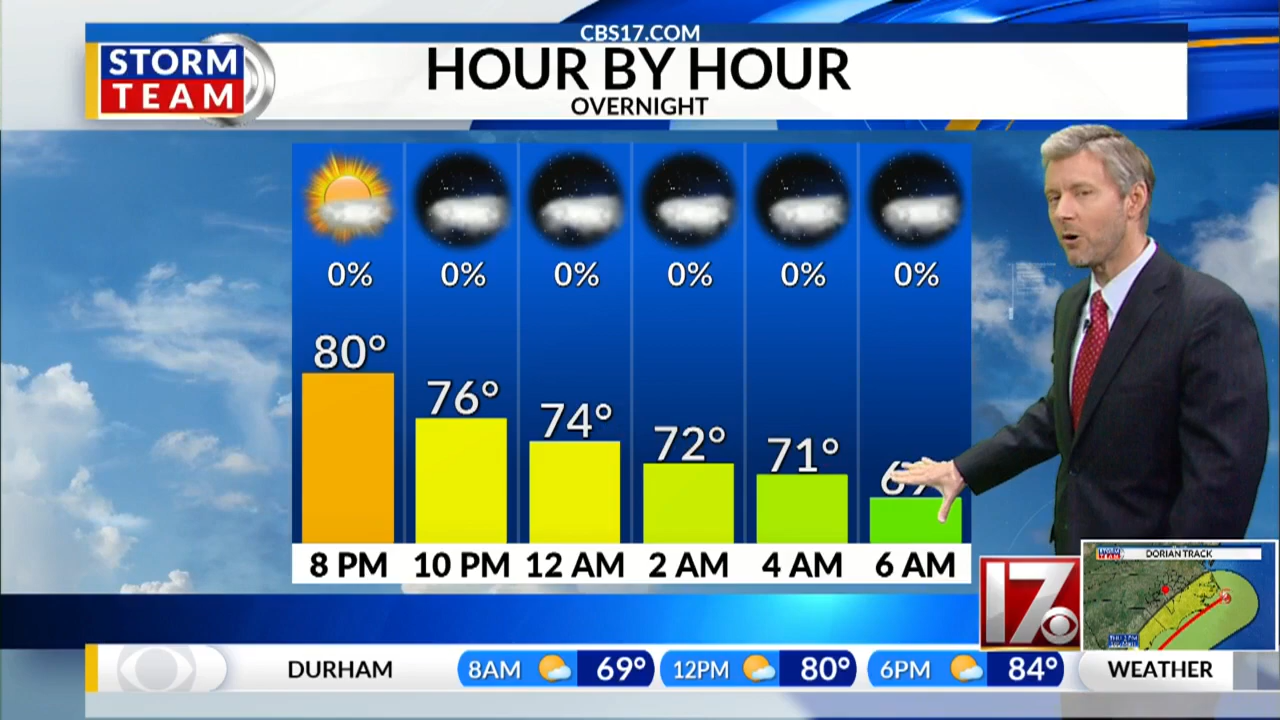 CBS17.COM
STORM
TEAM
HOUR BY HOUR
OVERNIGHT
0% 0% 0% 0% 0% 0%
80° 76° 74° 72° 71°
8 PM 10 PM 12 AM 2 AM 4 AM 6 AM
DORIAN TRACK
17
DURHAM 8AM 69° 12PM 80° 6PM 84° WEATHER